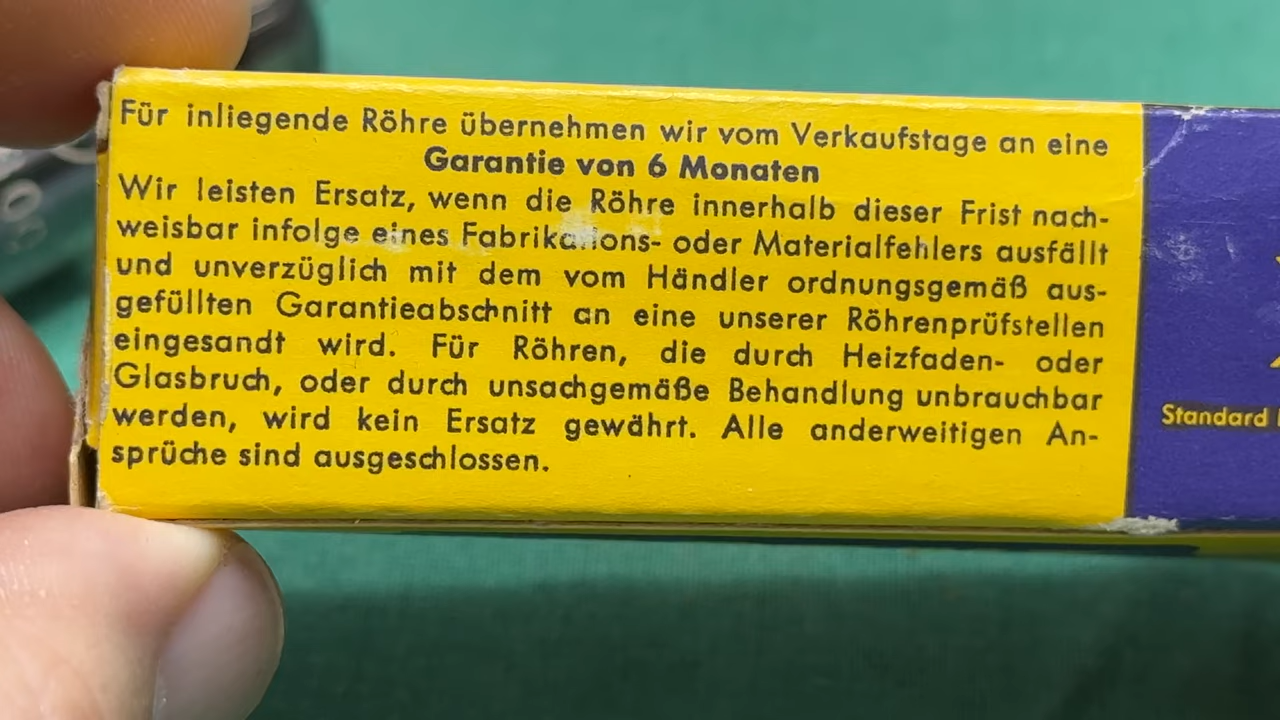 Für inliegende Röhre übernehmen wir vom Verkaufstage an eine
Garantie von 6 Monaten
Wir leisten Ersatz, wenn die Röhre innerhalb dieser Frist nach-
weisbar infolge eines Fabrikations- oder Materialfehlers ausfällt
und unverzüglich mit dem vom Händler ordnungsgemäß aus-
gefüllten Garantieabschnitt an eine unserer Röhrenprüfstellen
eingesandt wird. Für Röhren, die durch Heizfaden- oder
Glasbruch, oder durch unsachgemäße Behandlung unbrauchbar
werden, wird kein Ersatz gewährt. Alle anderweitigen An-
sprüche sind ausgeschlossen.
Standard